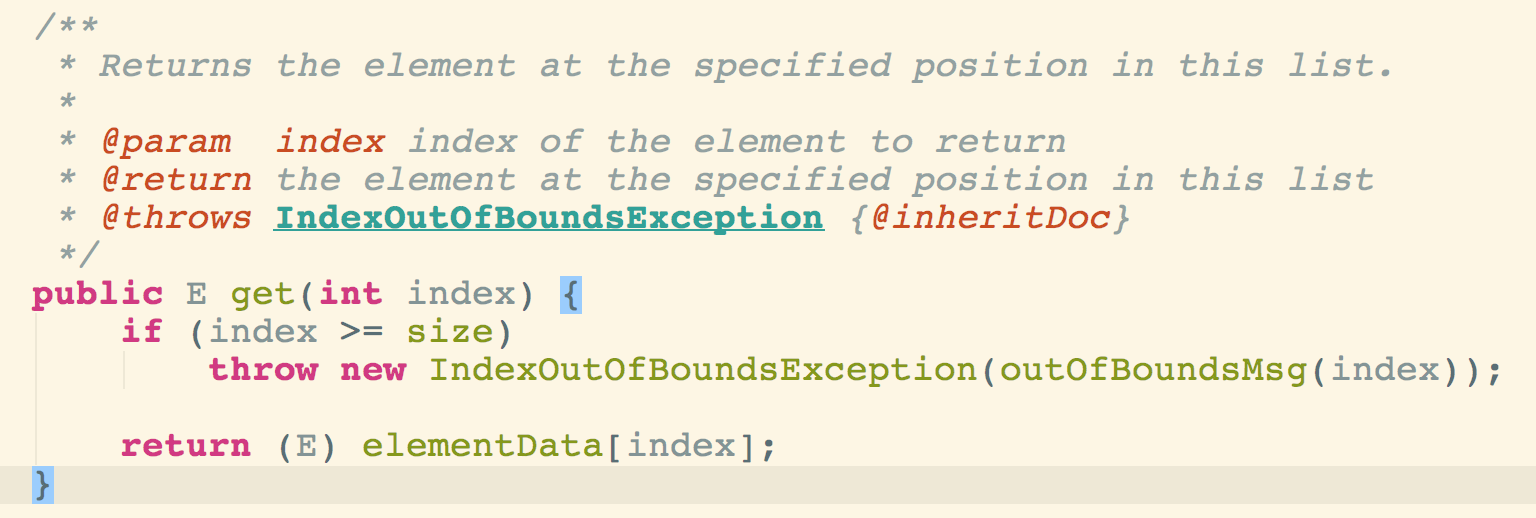 /**
 * Returns the element at the specified position in this list.
 *
 * @param  index index of the element to return
 * @return the element at the specified position in this list
 * @throws IndexOutOfBoundsException {@inheritDoc}
 */
public E get(int index) {
    if (index >= size)
        throw new IndexOutOfBoundsException(outOfBoundsMsg(index));

    return (E) elementData[index];
}